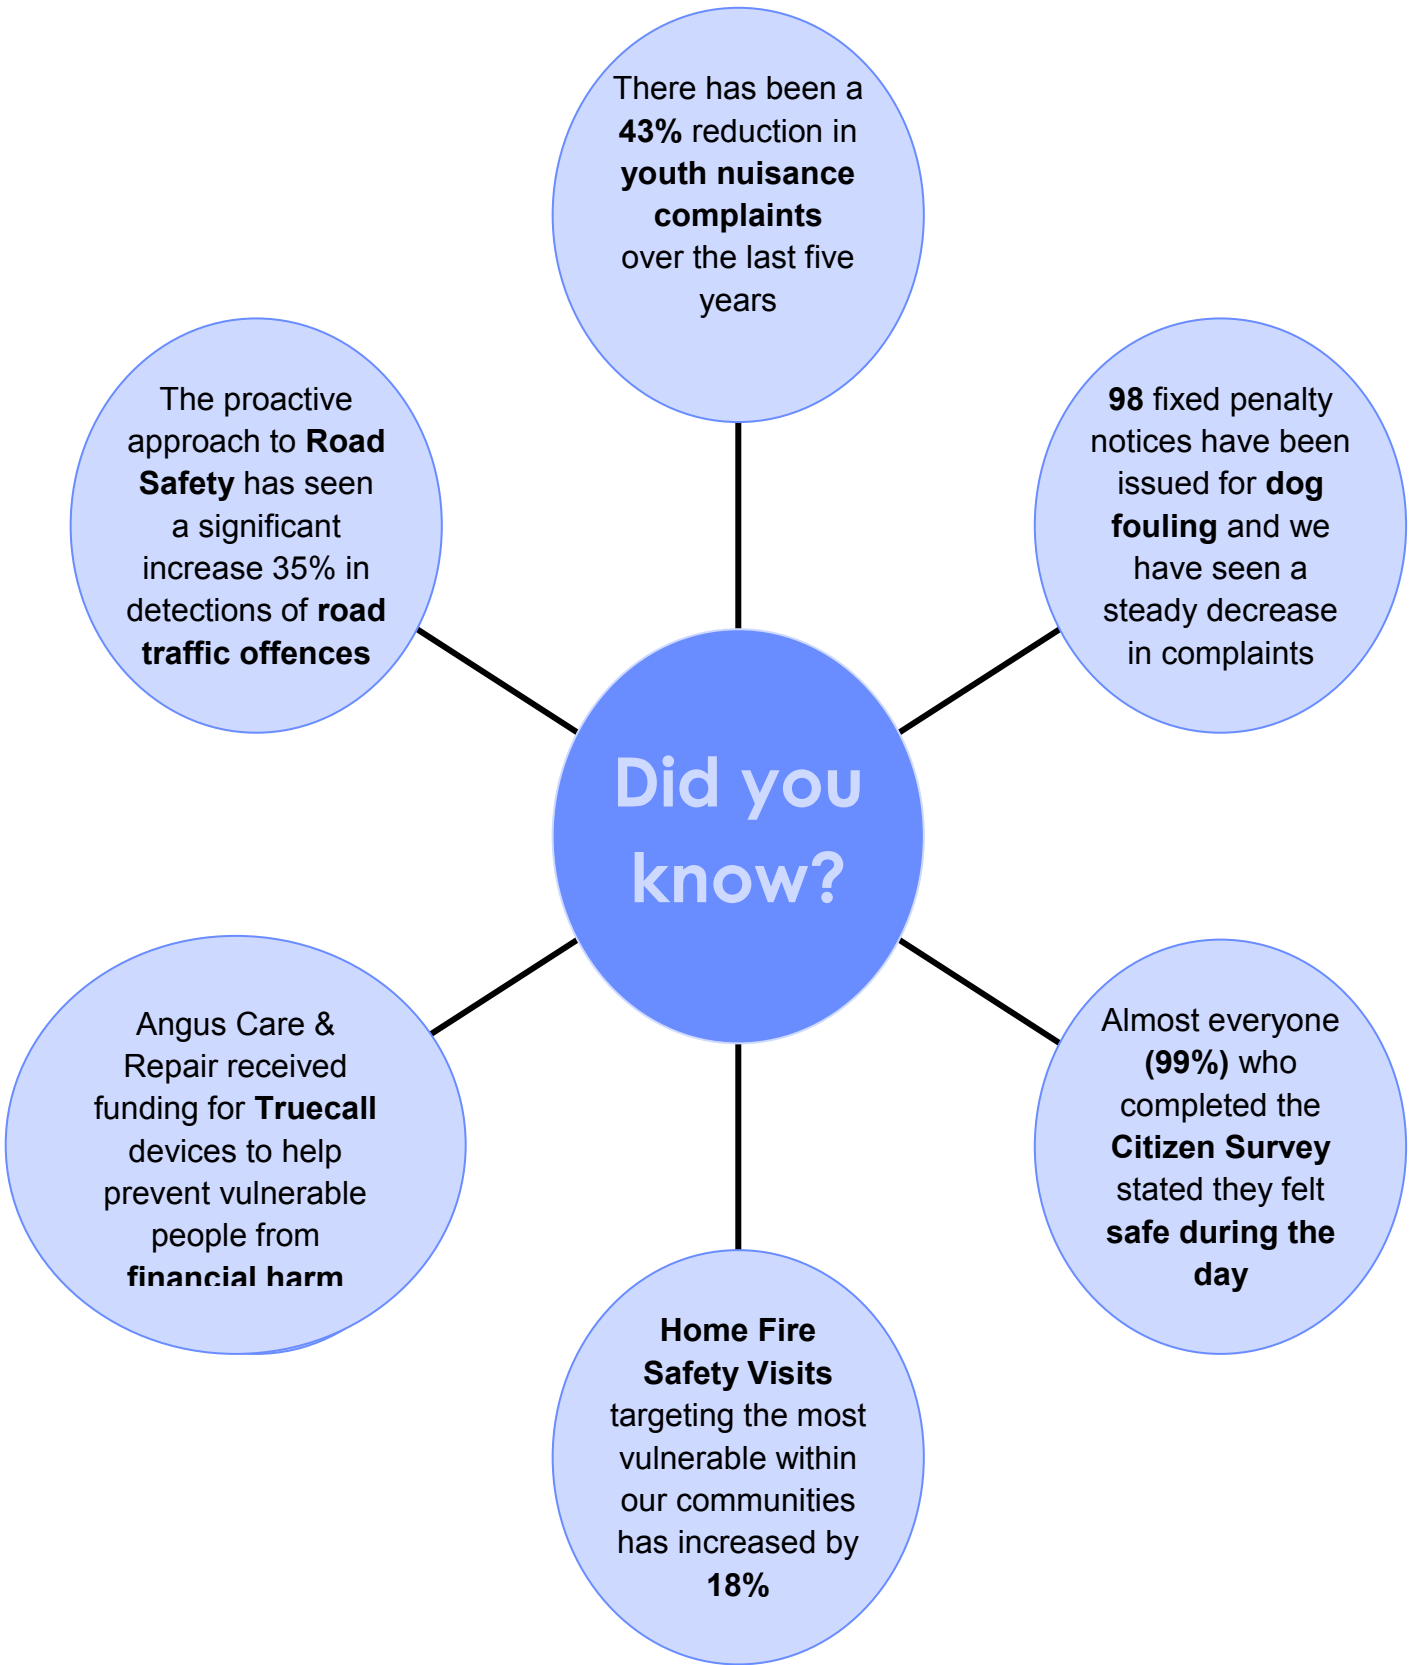 There has been a
43% reduction in
youth nuisance
complaints
over the last five
years
98 fixed penalty
notices have been
issued for dog
fouling and we
have seen a
steady decrease
in complaints
Almost everyone
(99%) who
completed the
Citizen Survey
stated they felt
safe during the
day
Home Fire
Safety Visits
targeting the most
vulnerable within
our communities
has increased by
18%
Angus Care &
Repair received
funding for Truecall
devices to help
prevent vulnerable
people from
financial harm
The proactive
approach to Road
Safety has seen
a significant
increase 35% in
detections of road
traffic offences
Did you
know?